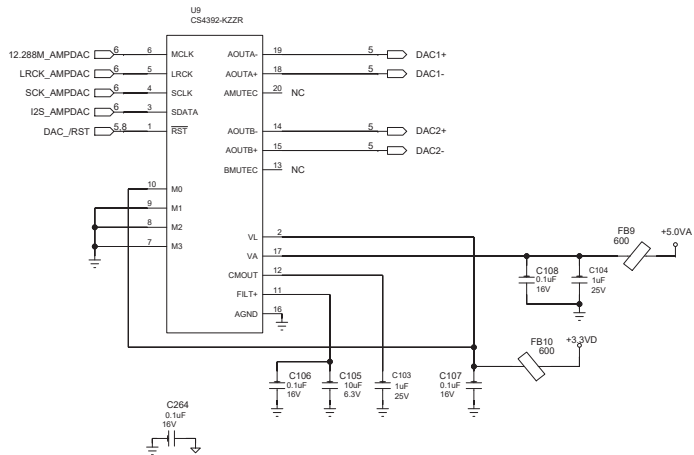 U9
CS4392-KZZR
12.288M_AMPDAC 6 6 MCLK AOUTA- 19 5 DAC1+
LRCK_AMPDAC 6 5 LRCK AOUTA+ 18 5 DAC1-
SCK_AMPDAC 6 4 SCLK AMUTEC 20 NC
I2S_AMPDAC 6 3 SDATA
DAC_/RST 5,8 1 RST AOUTB- 14 5 DAC2+
AOUTB+ 15 5 DAC2-
BMUTEC 13 NC
10 M0
9 M1
8 M2
7 M3
VL 2
VA 17
CMOUT 12
FILT+ 11
AGND 16
FB9
600
+5.0VA
C108
0.1uF
16V
C104
1uF
25V
FB10
600
+3.3VD
C106
0.1uF
16V
C105
10uF
6.3V
C103
1uF
25V
C107
0.1uF
16V
C264
0.1uF
16V